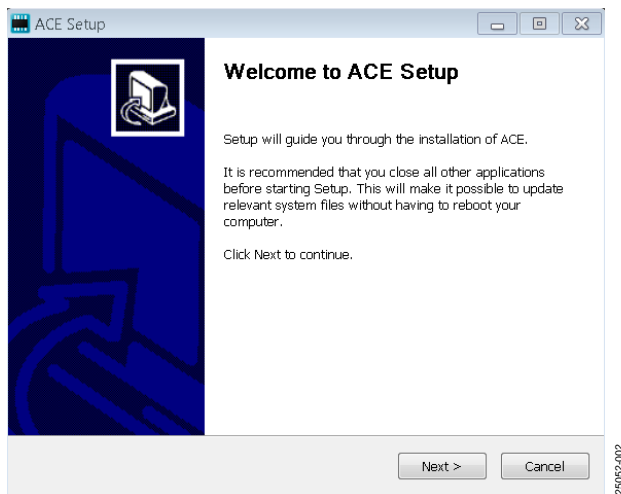 ACE Setup
Welcome to ACE Setup
Setup will guide you through the installation of ACE.
It is recommended that you close all other applications
before starting Setup. This will make it possible to update
relevant system files without having to reboot your
computer.
Click Next to continue.
Next >
Cancel
25052-002